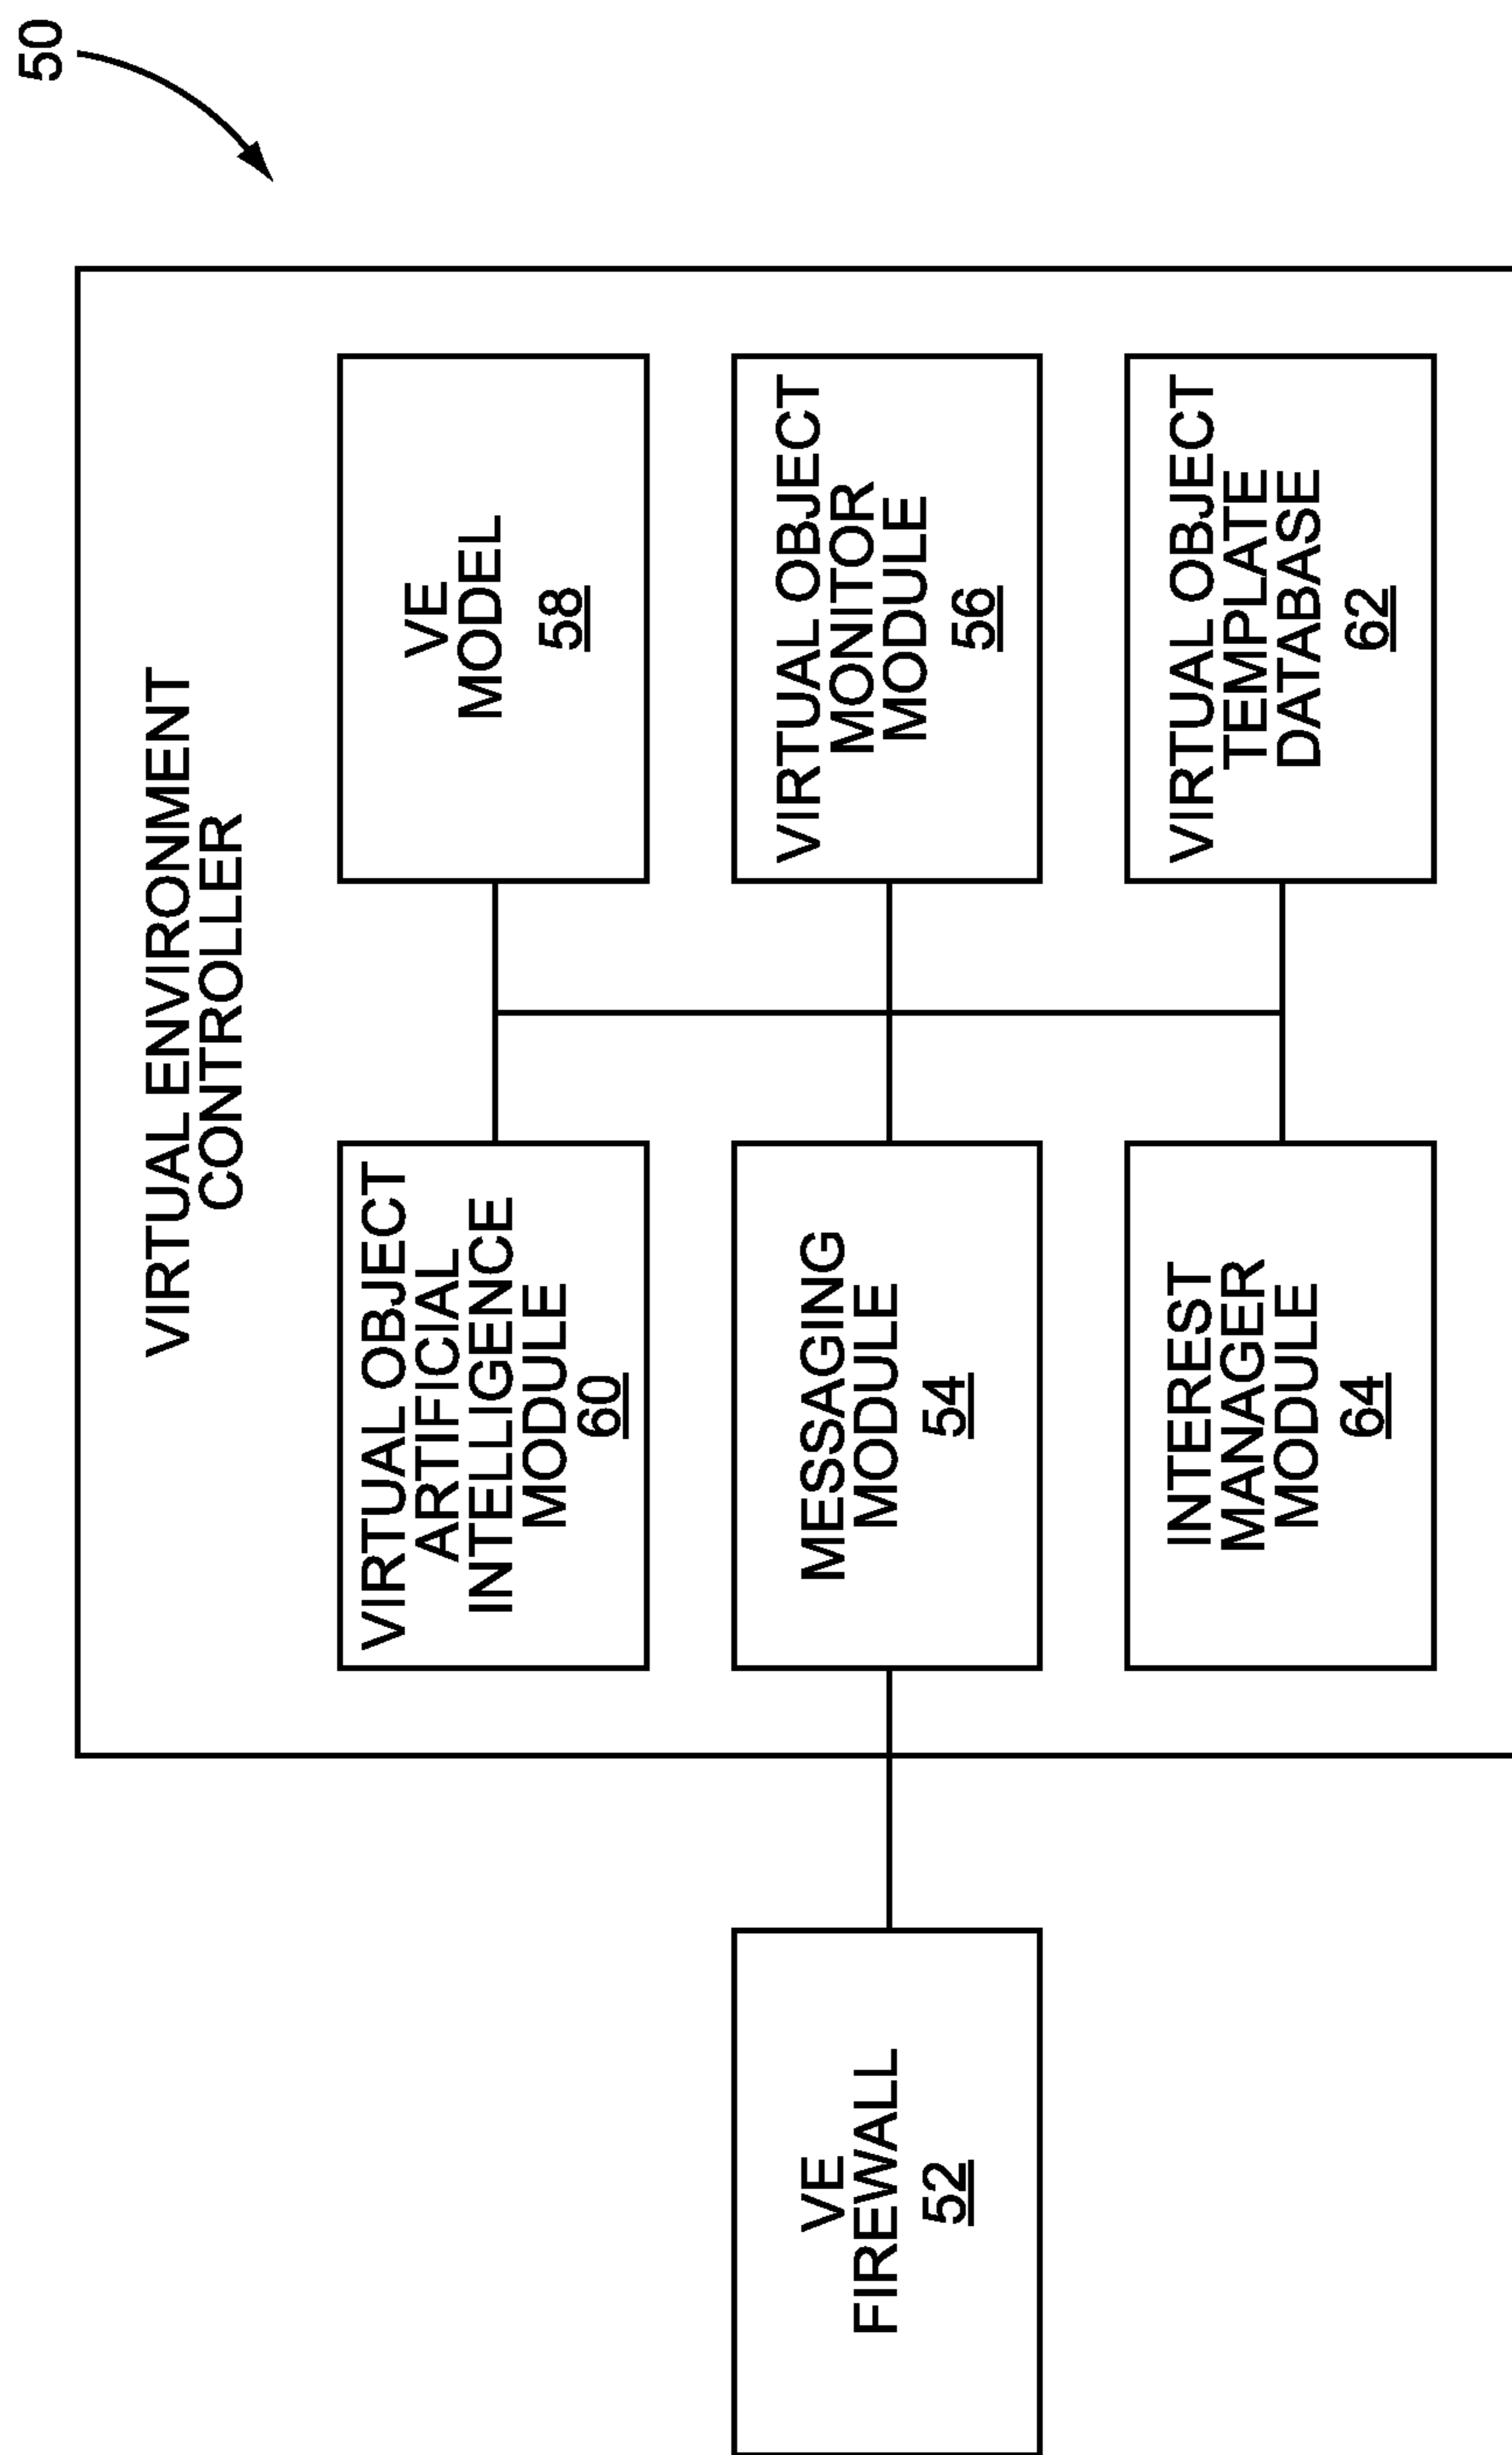 50
VIRTUAL ENVIRONMENT
CONTROLLER
VIRTUAL OBJECT
ARTIFICIAL
INTELLIGENCE
MODULE
60
VE
MODEL
58
VE
FIREWALL
52
MESSAGING
MODULE
54
VIRTUAL OBJECT
MONITOR
MODULE
56
INTEREST
MANAGER
MODULE
64
VIRTUAL OBJECT
TEMPLATE
DATABASE
62